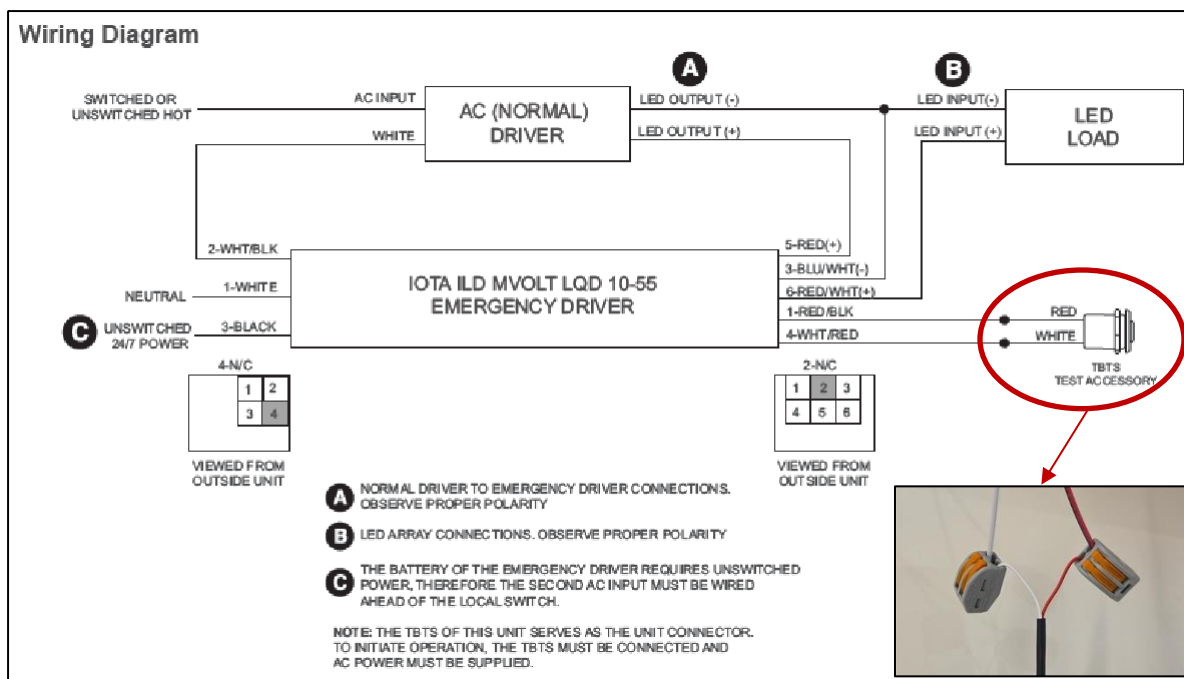 Wiring Diagram
A
B
SWITCHED OR
UNSWITCHED HOT
AC INPUT
WHITE
AC (NORMAL)
DRIVER
LED OUTPUT (-)
LED OUTPUT (+)
LED INPUT(-)
LED INPUT (+)
LED
LOAD
2-WHT/BLK
1-WHITE
NEUTRAL
C
UNSWITCHED
24/7 POWER
3-BLACK
IOTA ILD MVOLT LQD 10-55
EMERGENCY DRIVER
5-RED(+)
3-BLU/WHT(-)
6-RED/WHT(+)
1-RED/BLK
4-WHT/RED
RED
WHITE
TBTS
TEST ACCESSORY
4-N/C
1 2
3 4
VIEWED FROM
OUTSIDE UNIT
2-N/C
1 2 3
4 5 6
VIEWED FROM
OUTSIDE UNIT
A NORMAL DRIVER TO EMERGENCY DRIVER CONNECTIONS.
OBSERVE PROPER POLARITY
B LED ARRAY CONNECTIONS. OBSERVE PROPER POLARITY
C THE BATTERY OF THE EMERGENCY DRIVER REQUIRES UNSWITCHED
POWER, THEREFORE THE SECOND AC INPUT MUST BE WIRED
AHEAD OF THE LOCAL SWITCH.
NOTE: THE TBTS OF THIS UNIT SERVES AS THE UNIT CONNECTOR.
TO INITIATE OPERATION, THE TBTS MUST BE CONNECTED AND
AC POWER MUST BE SUPPLIED.